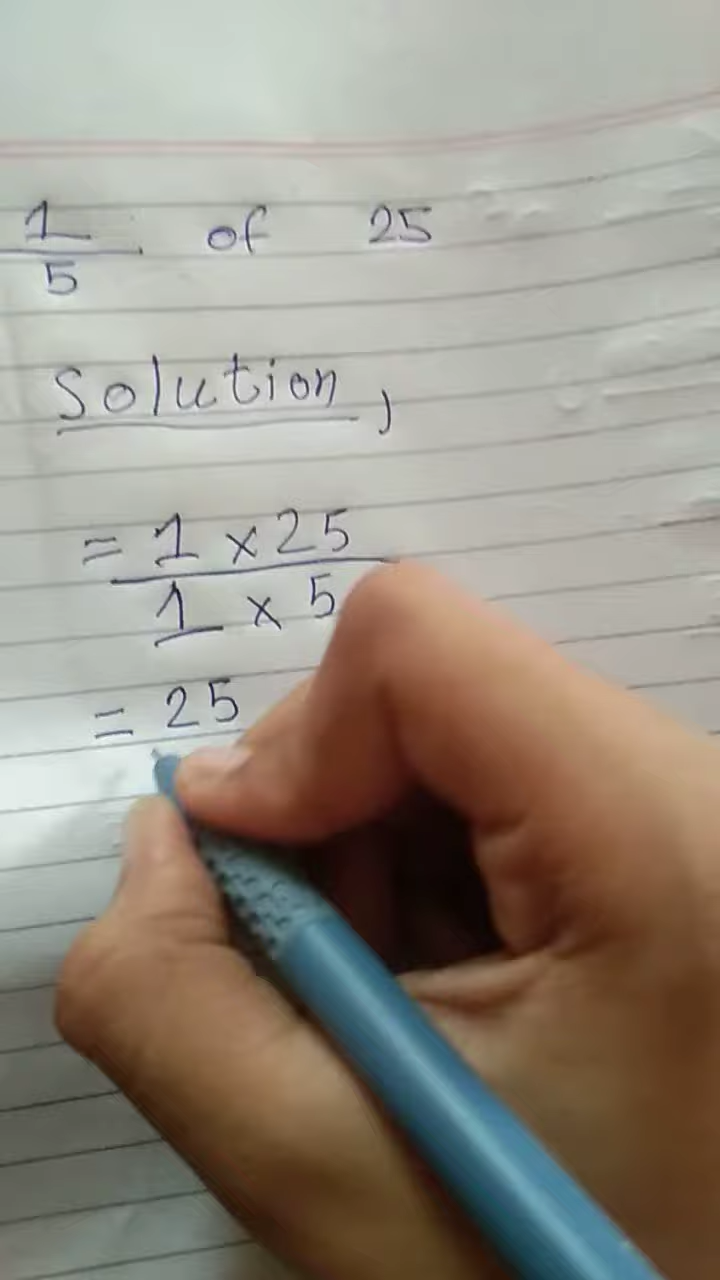 1
5 of 25
Solution,
= 1 × 25
1 × 5
= 25